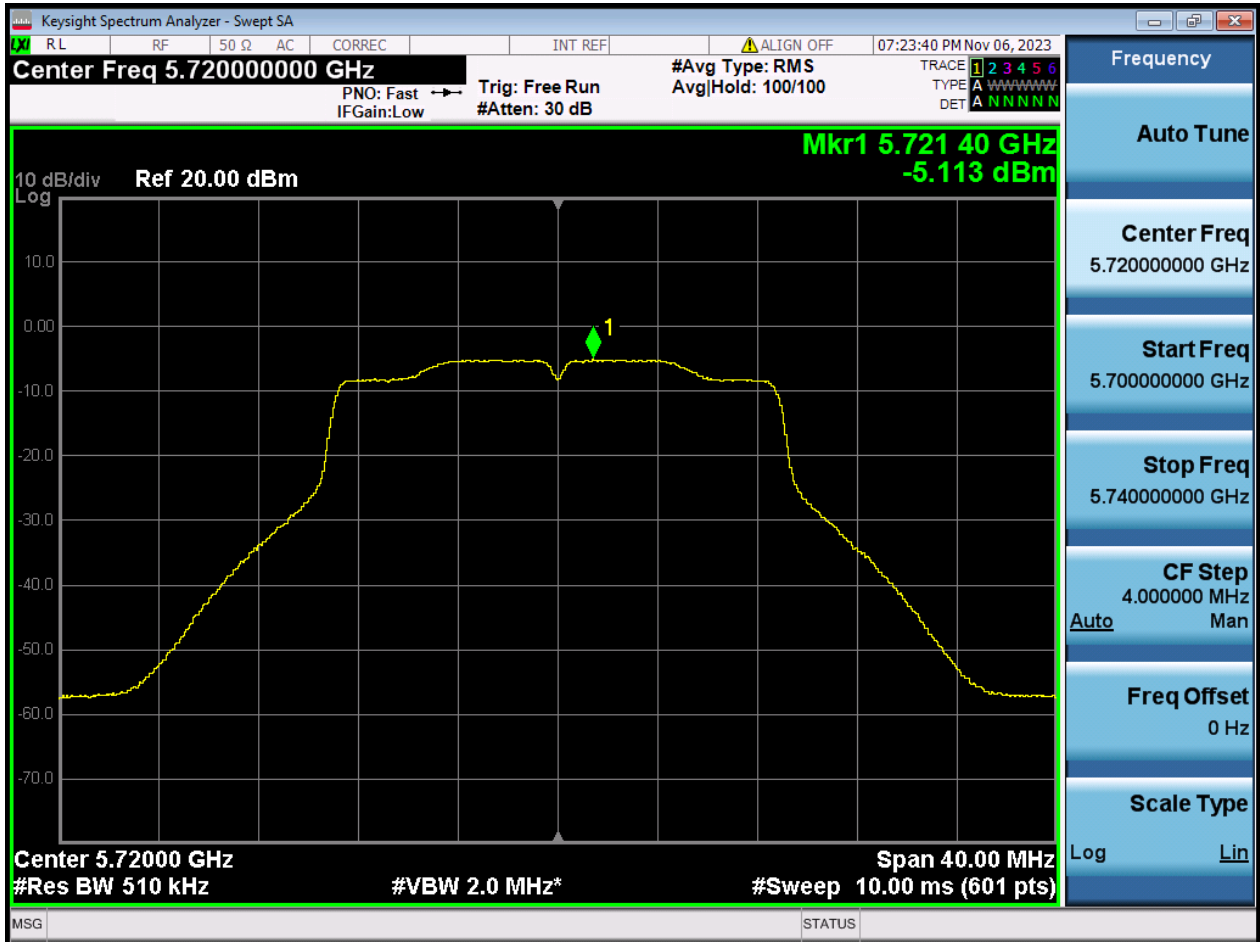 Keysight Spectrum Analyzer - Swept SA
LXI RL RF 50 Ω AC CORREC INT REF ALIGN OFF 07:23:40 PM Nov 06, 2023
Center Freq 5.720000000 GHz
PNO: Fast
IFGain:Low
Trig: Free Run
#Atten: 30 dB
#Avg Type: RMS
Avg|Hold: 100/100
TRACE 1 2 3 4 5 6
TYPE A WWWWW
DET A N N N N N
Mkr1 5.721 40 GHz
-5.113 dBm
10 dB/div Ref 20.00 dBm
Log
10.0
0.00
-10.0
-20.0
-30.0
-40.0
-50.0
-60.0
-70.0
1
Center 5.72000 GHz Span 40.00 MHz
#Res BW 510 kHz #VBW 2.0 MHz* #Sweep 10.00 ms (601 pts)
MSG STATUS
Frequency
Auto Tune
Center Freq
5.720000000 GHz
Start Freq
5.700000000 GHz
Stop Freq
5.740000000 GHz
CF Step
4.000000 MHz
Auto Man
Freq Offset
0 Hz
Scale Type
Log Lin